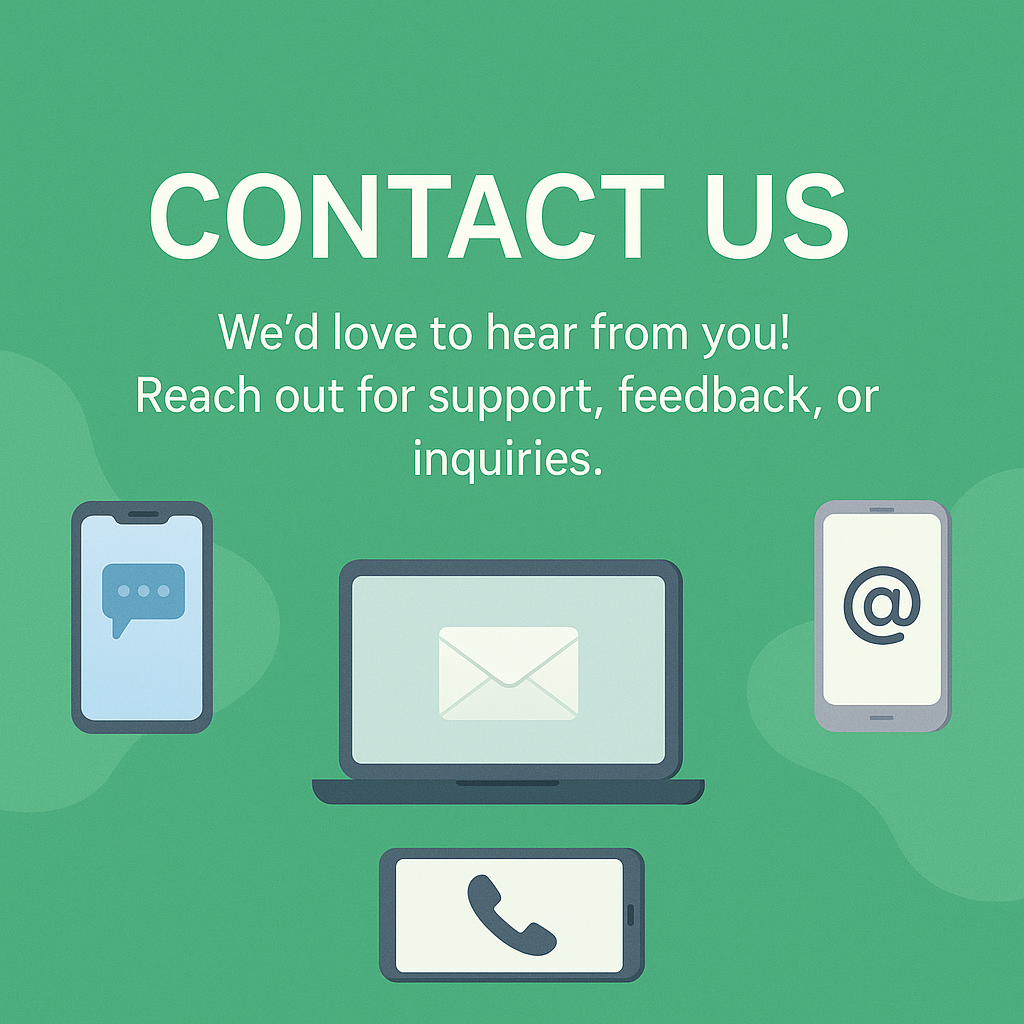 CONTACT US
We’d love to hear from you!
Reach out for support, feedback, or
inquiries.
@